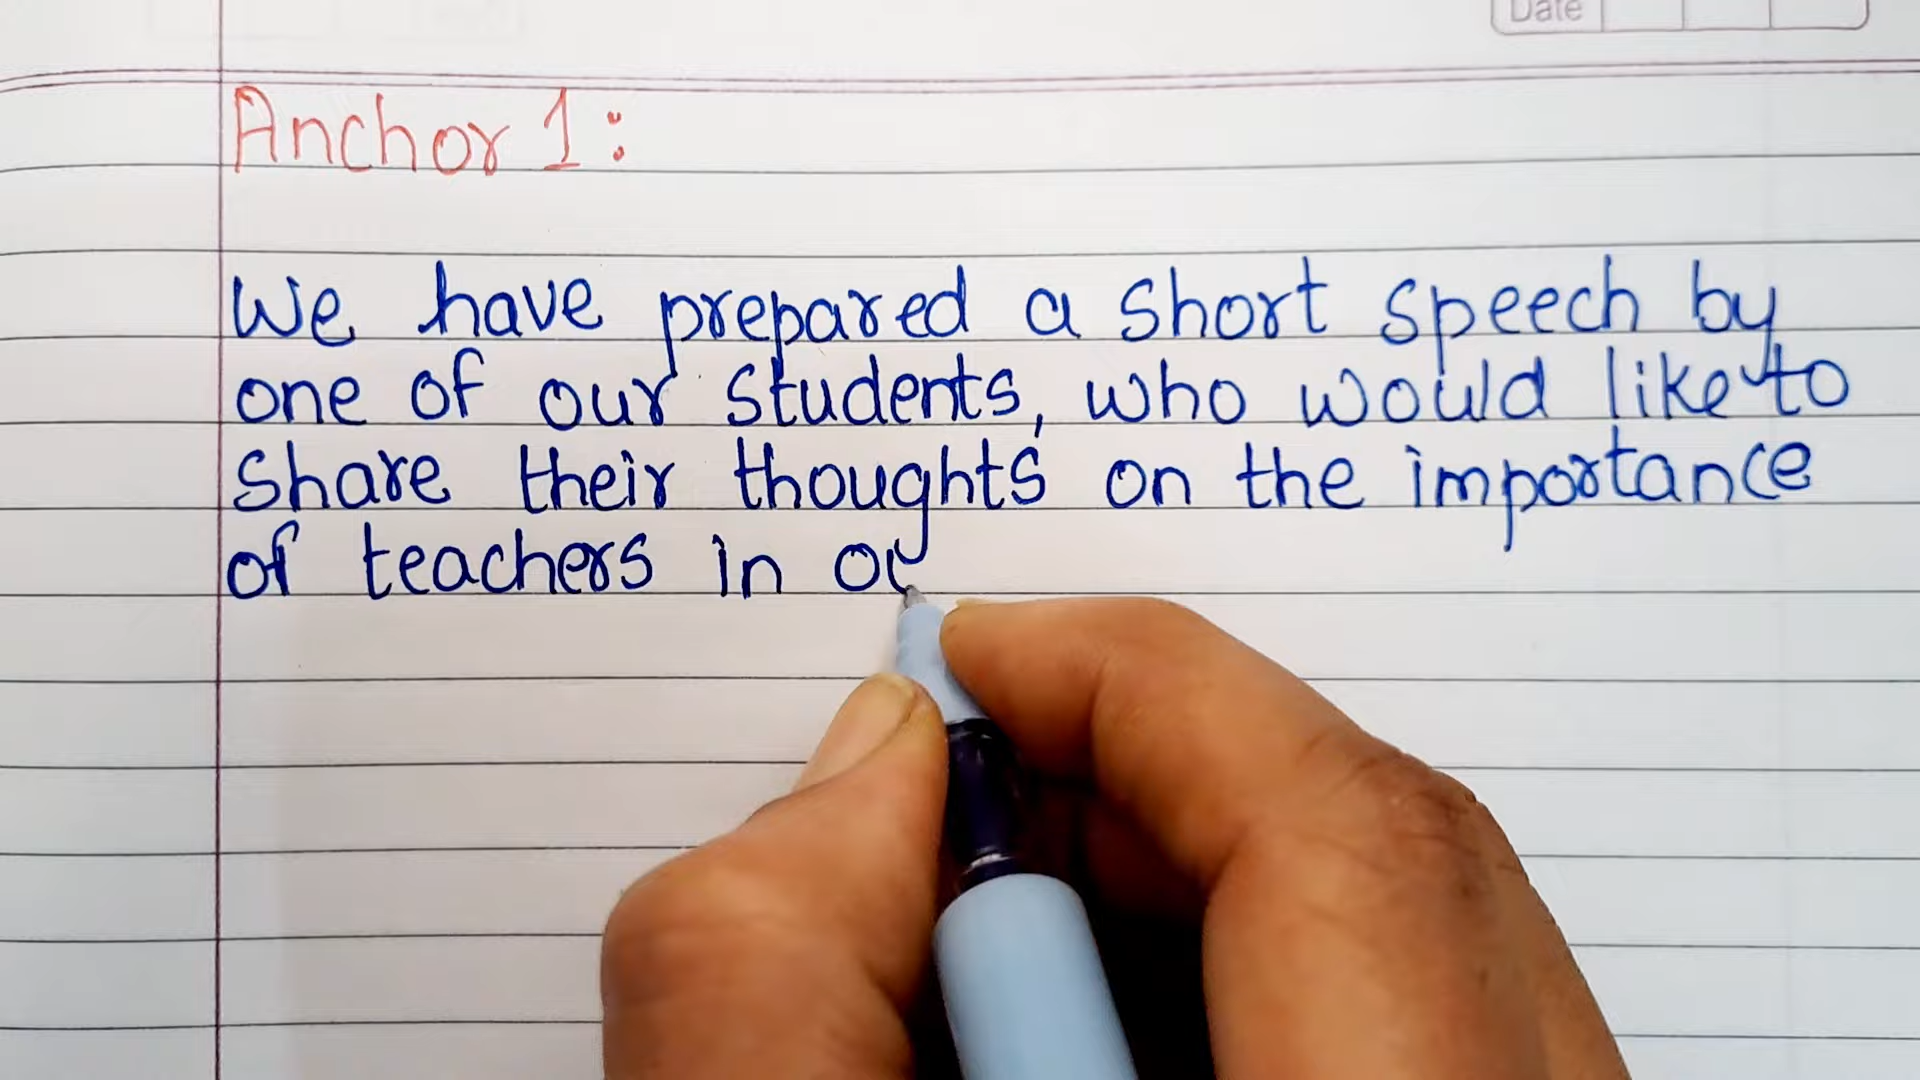 Date
Anchor 1:
We have prepared a short speech by
one of our students, who would like to
share their thoughts on the importance
of teachers in ou